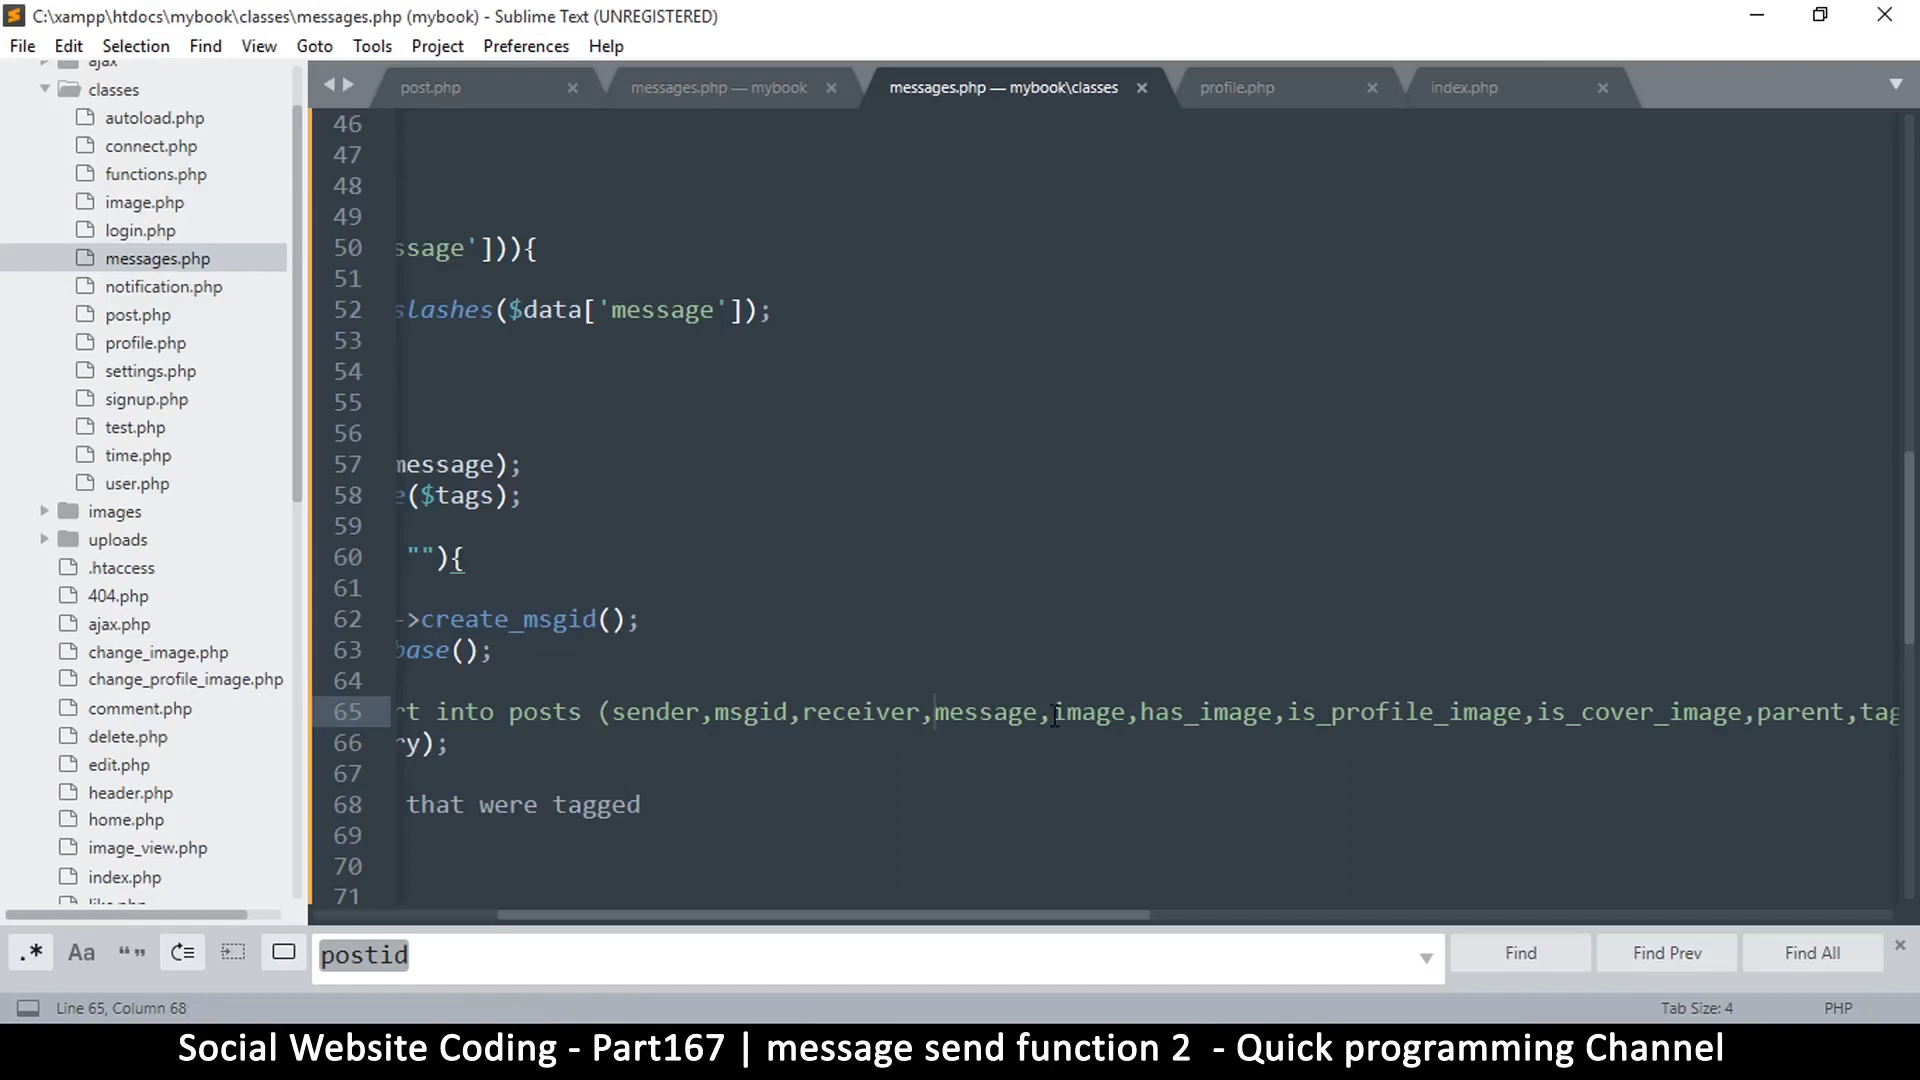 C:\xampp\htdocs\mybook\classes\messages.php (mybook) - Sublime Text (UNREGISTERED)
File Edit Selection Find View Goto Tools Project Preferences Help
ajax
classes
autoload.php
connect.php
functions.php
image.php
login.php
messages.php
notification.php
post.php
profile.php
settings.php
signup.php
test.php
time.php
user.php
images
uploads
.htaccess
404.php
ajax.php
change_image.php
change_profile_image.php
comment.php
delete.php
edit.php
header.php
home.php
image_view.php
index.php
post.php
messages.php — mybook
messages.php — mybook\classes
profile.php
index.php
46
47
48
49
50 ssage'])){
51
52 slashes($data['message']);
53
54
55
56
57 message);
58 e($tags);
59
60 ""){
61
62 ->create_msgid();
63 base();
64
65 rt into posts (sender,msgid,receiver,message,image,has_image,is_profile_image,is_cover_image,parent,tag
66 ry);
67
68 that were tagged
69
70
71
.* Aa “” postid Find Find Prev Find All
Line 65, Column 68 Tab Size: 4 PHP
Social Website Coding - Part167 | message send function 2 - Quick programming Channel